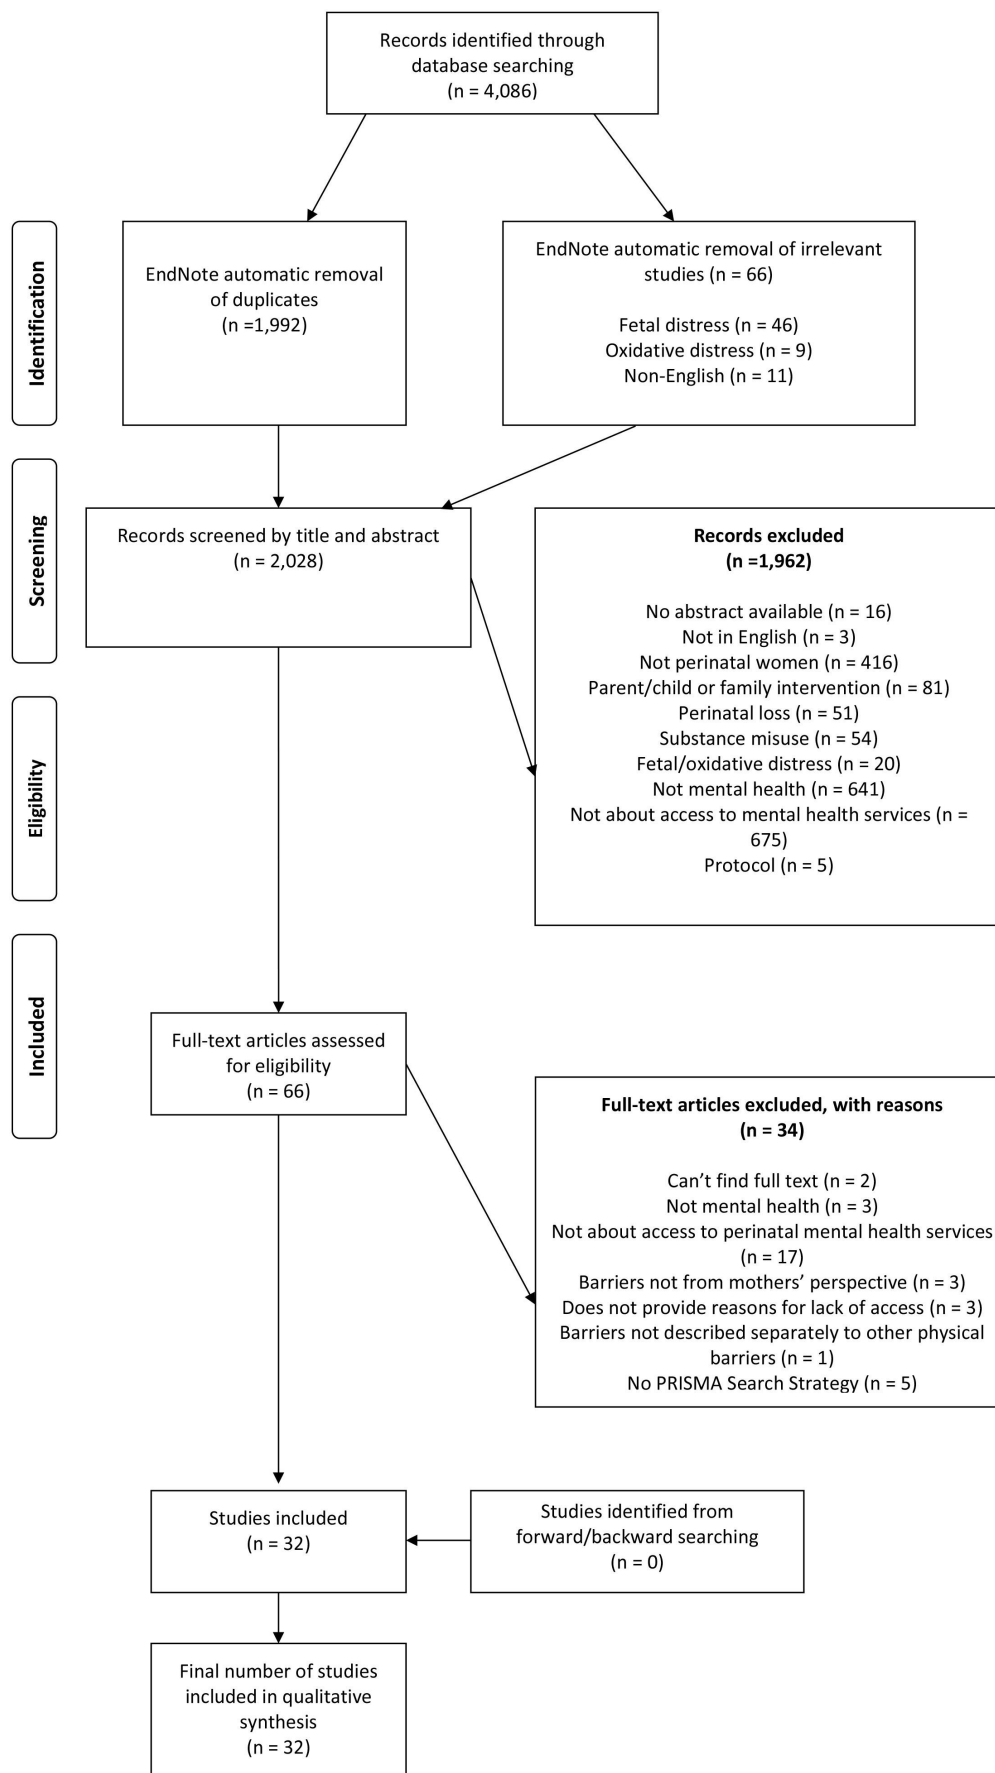 Records identified through
database searching
(n = 4,086)
Identification
EndNote automatic removal
of duplicates
(n =1,992)
EndNote automatic removal of irrelevant
studies (n = 66)
Fetal distress (n = 46)
Oxidative distress (n = 9)
Non-English (n = 11)
Screening
Records screened by title and abstract
(n = 2,028)
Records excluded
(n =1,962)
No abstract available (n = 16)
Not in English (n = 3)
Not perinatal women (n = 416)
Parent/child or family intervention (n = 81)
Perinatal loss (n = 51)
Substance misuse (n = 54)
Fetal/oxidative distress (n = 20)
Not mental health (n = 641)
Not about access to mental health services (n =
675)
Protocol (n = 5)
Eligibility
Included
Full-text articles assessed
for eligibility
(n = 66)
Full-text articles excluded, with reasons
(n = 34)
Can’t find full text (n = 2)
Not mental health (n = 3)
Not about access to perinatal mental health services
(n = 17)
Barriers not from mothers’ perspective (n = 3)
Does not provide reasons for lack of access (n = 3)
Barriers not described separately to other physical
barriers (n = 1)
No PRISMA Search Strategy (n = 5)
Studies included
(n = 32)
Studies identified from
forward/backward searching
(n = 0)
Final number of studies
included in qualitative
synthesis
(n = 32)